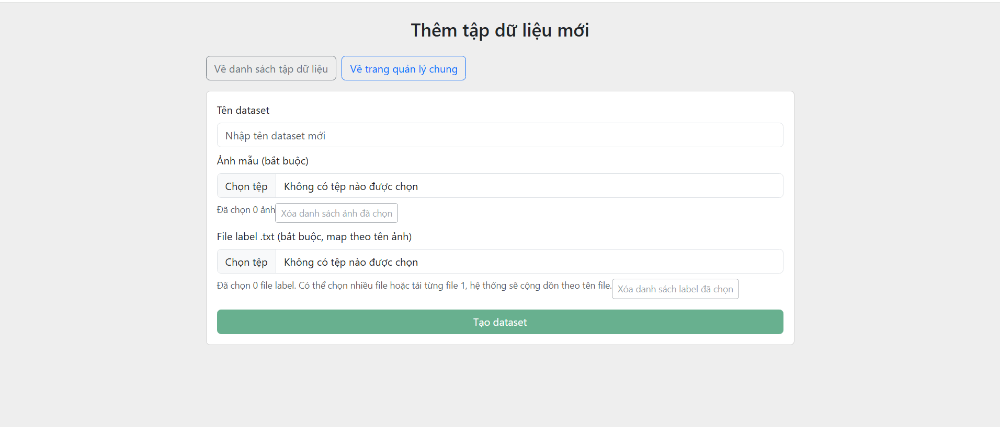 Thêm tập dữ liệu mới
Về danh sách tập dữ liệu Về trang quản lý chung
Tên dataset
Nhập tên dataset mới
Ảnh mẫu (bắt buộc)
Chọn tệp Không có tệp nào được chọn
Đã chọn 0 ảnh Xóa danh sách ảnh đã chọn
File label .txt (bắt buộc, map theo tên ảnh)
Chọn tệp Không có tệp nào được chọn
Đã chọn 0 file label. Có thể chọn nhiều file hoặc tải từng file 1, hệ thống sẽ cộng dồn theo tên file. Xóa danh sách label đã chọn
Tạo dataset